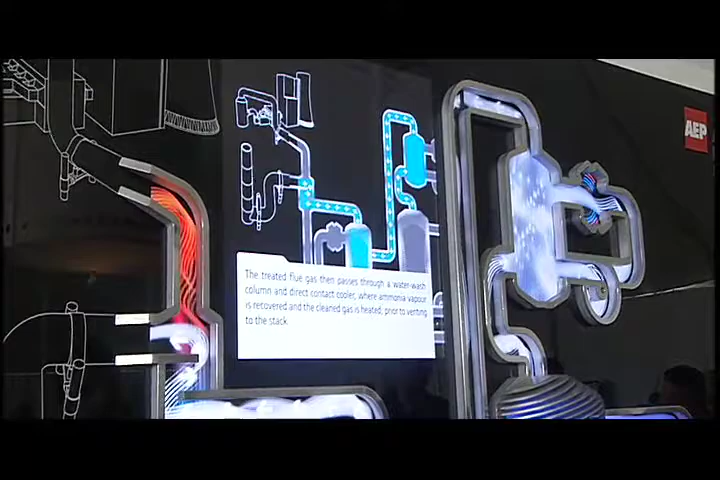 AEP
The treated flue gas then passes through a water-wash
column and direct contact cooler, where ammonia vapour
is recovered and the cleaned gas is heated, prior to venting
to the stack.